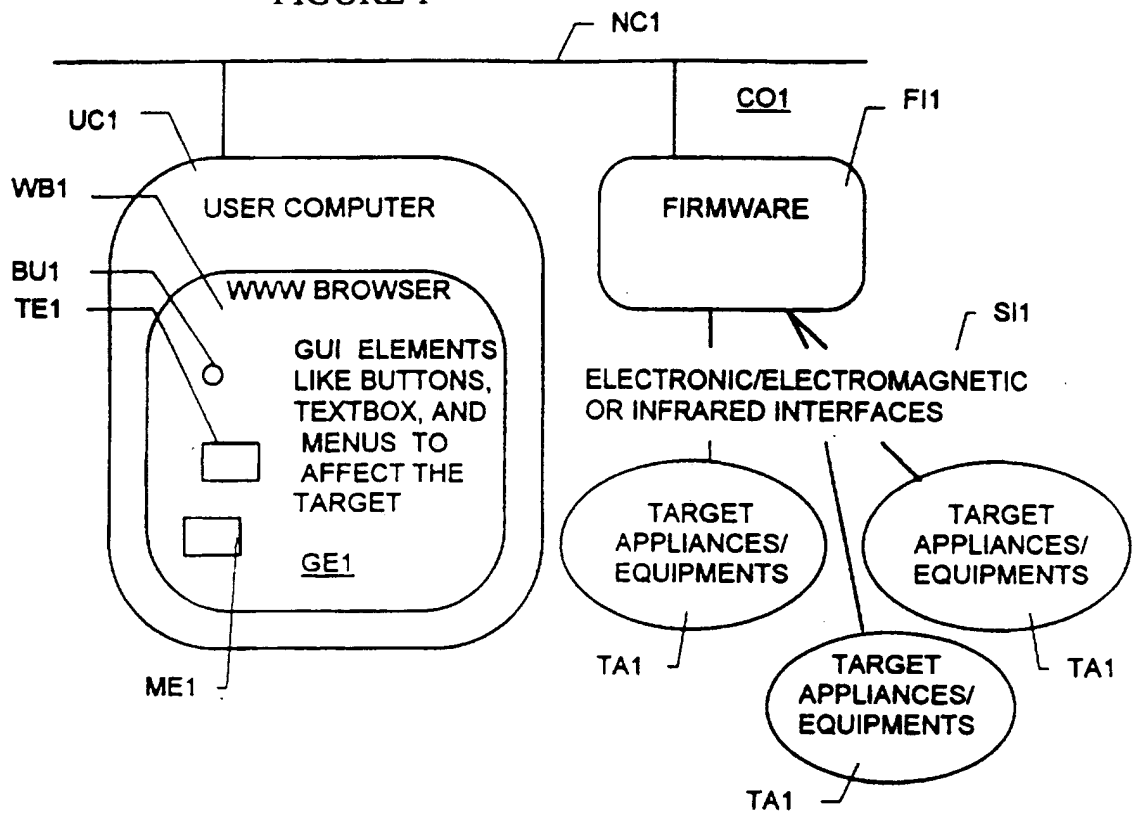 FIGURE 1
NC1
CO1
FI1
UC1
WB1
USER COMPUTER
FIRMWARE
BU1
TE1
WWW BROWSER
SI1
GUI ELEMENTS
LIKE BUTTONS,
TEXTBOX, AND
MENUS TO
AFFECT THE
TARGET
GE1
ELECTRONIC/ELECTROMAGNETIC
OR INFRARED INTERFACES
TARGET
APPLIANCES/
EQUIPMENTS
TARGET
APPLIANCES/
EQUIPMENTS
TA1
TA1
ME1
TARGET
APPLIANCES/
EQUIPMENTS
TA1